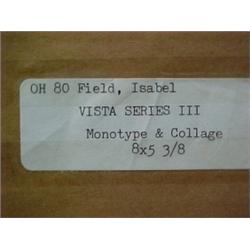 OH 80 Field, Isabel
VISTA SERIES III
Monotype & Collage
8x5 3/8